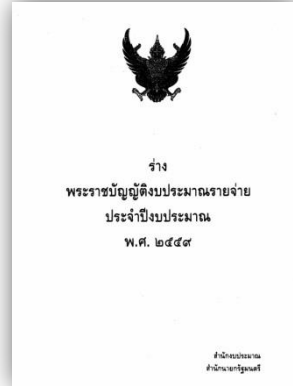 ร่าง
พระราชบัญญัติงบประมาณรายจ่าย
ประจำปีงบประมาณ
พ.ศ. ๒๕๕๙
สำนักงบประมาณ
สำนักนายกรัฐมนตรี